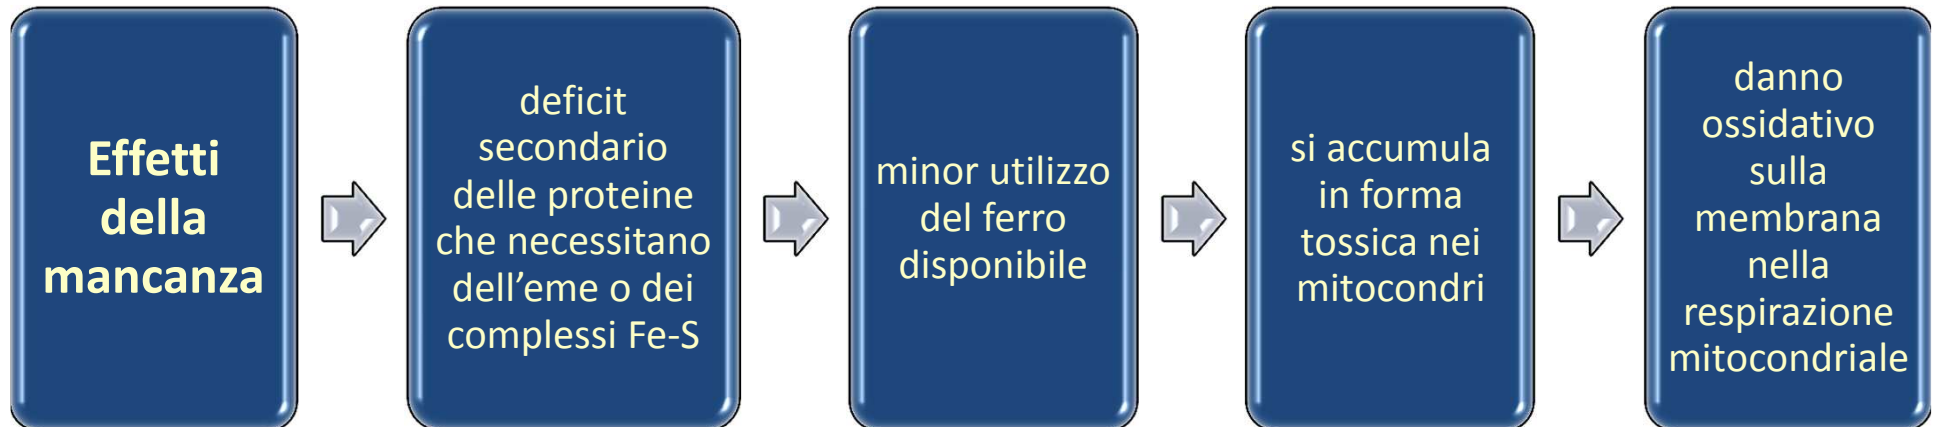 Effetti
della
mancanza
deficit
secondario
delle proteine
che necessitano
dell’eme o dei
complessi Fe-S
minor utilizzo
del ferro
disponibile
si accumula
in forma
tossica nei
mitocondri
danno
ossidativo
sulla
membrana
nella
respirazione
mitocondriale